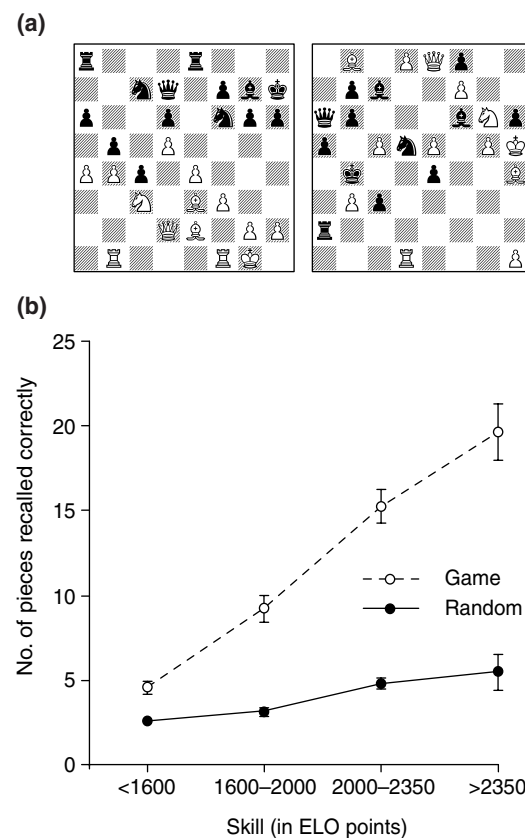 (a)
(b)
25
20
15
10
5
0
No. of pieces recalled correctly
Game
Random
<1600
1600–2000
2000–2350
>2350
Skill (in ELO points)